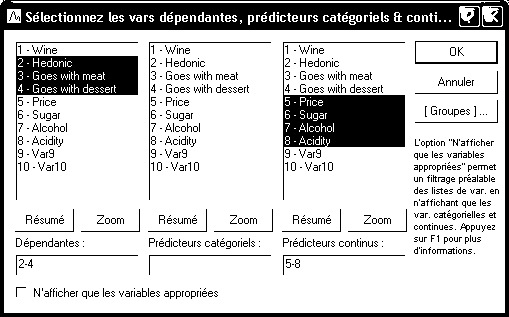 Sélectionnez les vars dépendantes, prédicteurs catégoriels & conti...
1 - Wine
2 - Hedonic
3 - Goes with meat
4 - Goes with dessert
5 - Price
6 - Sugar
7 - Alcohol
8 - Acidity
9 - Var9
10 - Var10
1 - Wine
2 - Hedonic
3 - Goes with meat
4 - Goes with dessert
5 - Price
6 - Sugar
7 - Alcohol
8 - Acidity
9 - Var9
10 - Var10
1 - Wine
2 - Hedonic
3 - Goes with meat
4 - Goes with dessert
5 - Price
6 - Sugar
7 - Alcohol
8 - Acidity
9 - Var9
10 - Var10
OK
Annuler
[ Groupes ] ...
L'option "N'afficher
que les variables
appropriées" permet
un filtrage préalable
des listes de var. en
n'affichant que les
var. catégorielles et
continues. Appuyez
sur F1 pour plus
d'informations.
Résumé Zoom Résumé Zoom Résumé Zoom
Dépendantes : Prédicteurs catégoriels : Prédicteurs continus :
2-4 5-8
N'afficher que les variables appropriées